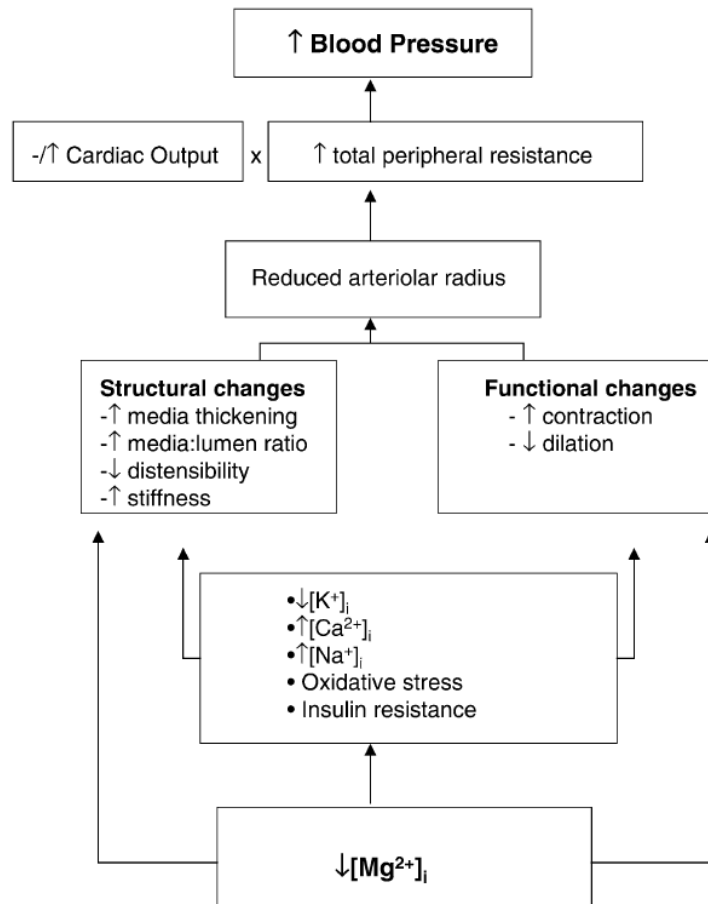 ↑ Blood Pressure
-/↑ Cardiac Output
x
↑ total peripheral resistance
Reduced arteriolar radius
Structural changes
-↑ media thickening
-↑ media:lumen ratio
-↓ distensibility
-↑ stiffness
Functional changes
- ↑ contraction
- ↓ dilation
•↓[K⁺]ᵢ
•↑[Ca²⁺]ᵢ
•↑[Na⁺]ᵢ
• Oxidative stress
• Insulin resistance
↓[Mg²⁺]ᵢ